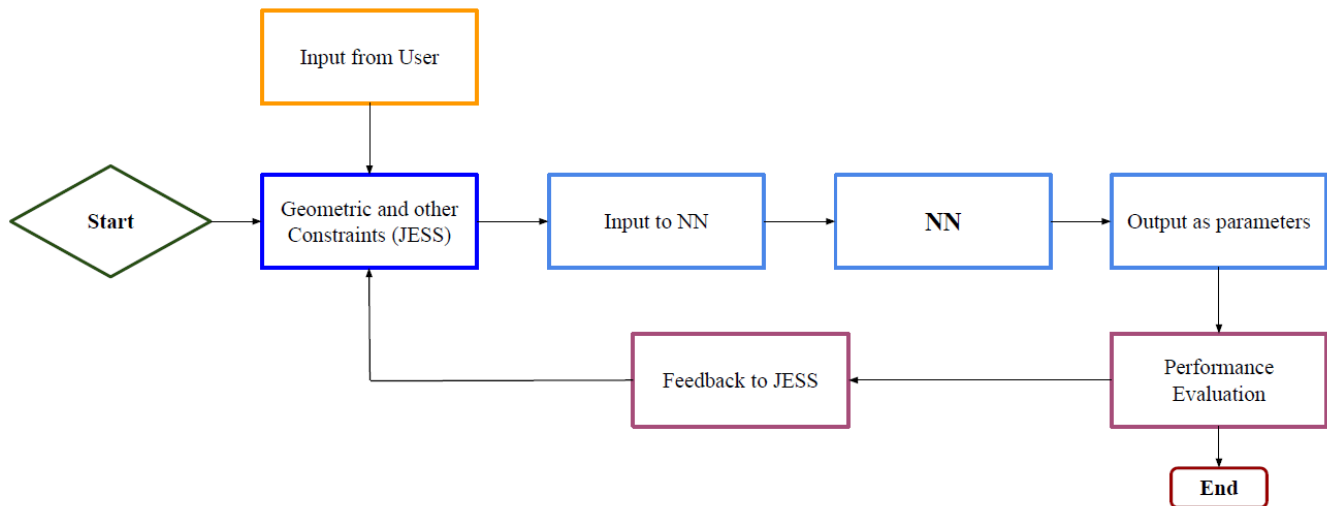 Input from User
Start
Geometric and other
Constraints (JESS)
Input to NN
NN
Output as parameters
Feedback to JESS
Performance
Evaluation
End